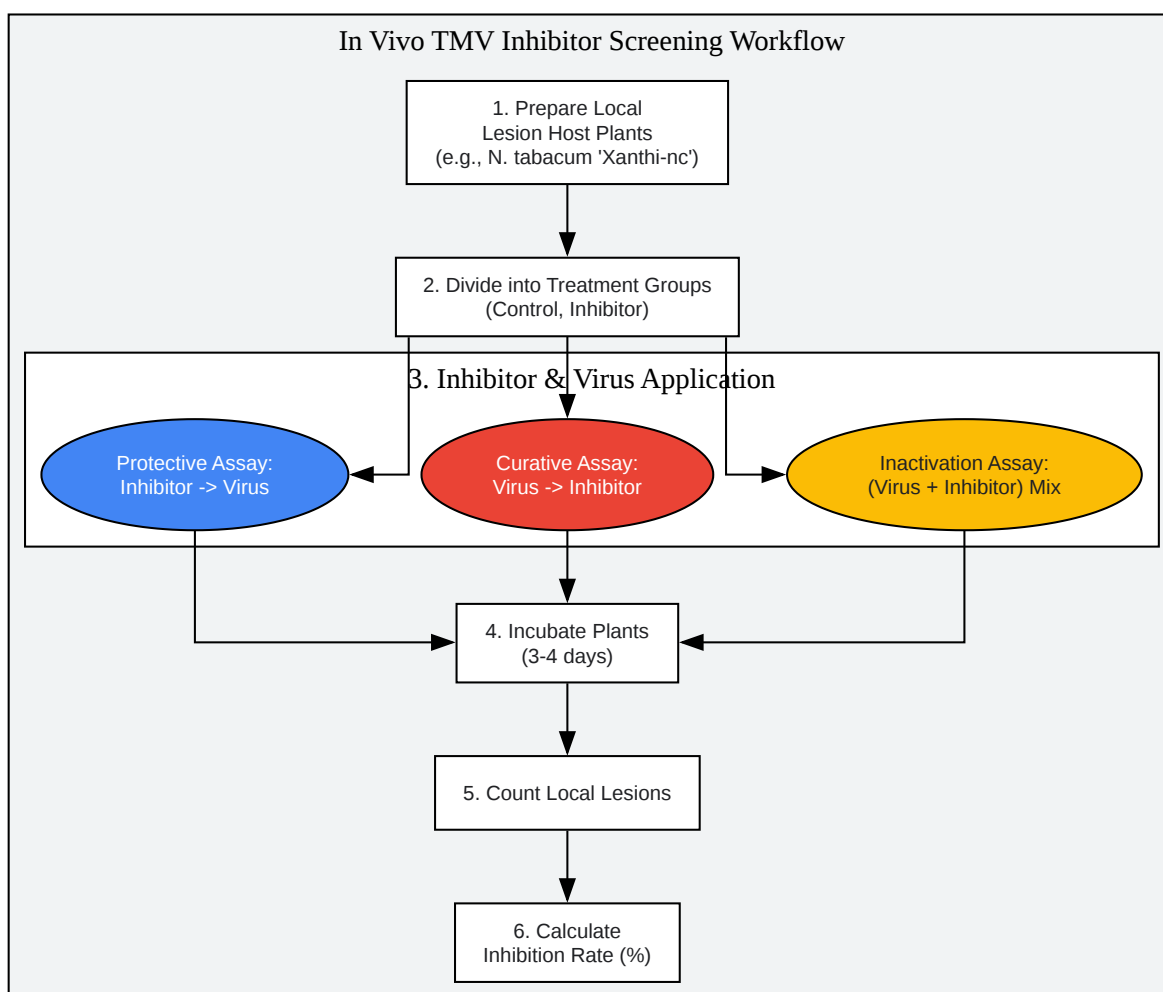 In Vivo TMV Inhibitor Screening Workflow
1. Prepare Local
Lesion Host Plants
(e.g., N. tabacum 'Xanthi-nc')
2. Divide into Treatment Groups
(Control, Inhibitor)
3. Inhibitor & Virus Application
Protective Assay:
Inhibitor -> Virus
Curative Assay:
Virus -> Inhibitor
Inactivation Assay:
(Virus + Inhibitor) Mix
4. Incubate Plants
(3-4 days)
5. Count Local Lesions
6. Calculate
Inhibition Rate (%)